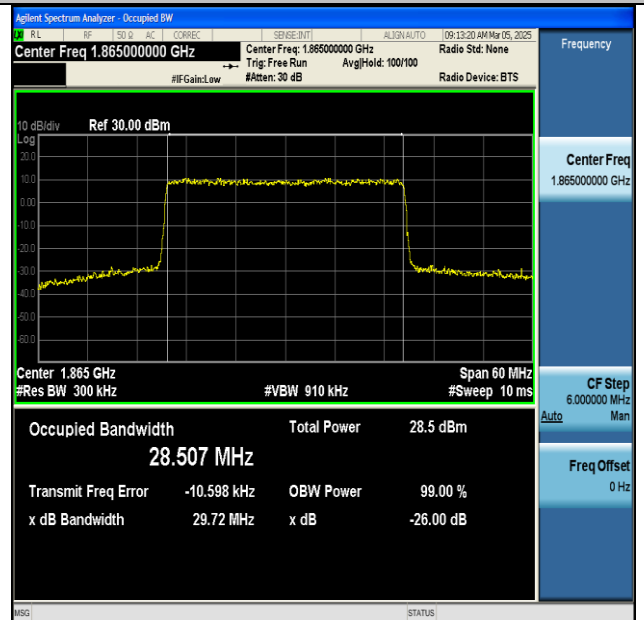 Agilent Spectrum Analyzer - Occupied BW
LXI RL RF 50 Ω AC CORREC SENSE:INT ALIGN AUTO 09:13:20 AM Mar 05, 2025
Center Freq 1.865000000 GHz Center Freq: 1.865000000 GHz Radio Std: None
Trig: Free Run Avg|Hold: 100/100
#IFGain:Low #Atten: 30 dB Radio Device: BTS
Frequency
10 dB/div Ref 30.00 dBm
Log
20.0
10.0
0.00
-10.0
-20.0
-30.0
-40.0
-50.0
-60.0
Center 1.865 GHz Span 60 MHz
#Res BW 300 kHz #VBW 910 kHz #Sweep 10 ms
Occupied Bandwidth Total Power 28.5 dBm
28.507 MHz
Transmit Freq Error -10.598 kHz OBW Power 99.00 %
x dB Bandwidth 29.72 MHz x dB -26.00 dB
Center Freq
1.865000000 GHz
CF Step
6.000000 MHz
Auto Man
Freq Offset
0 Hz
MSG STATUS